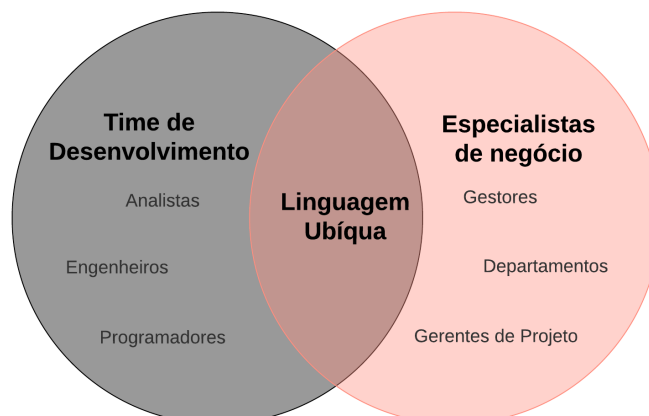 Time de
Desenvolvimento
Analistas
Engenheiros
Programadores
Linguagem
Ubíqua
Especialistas
de negócio
Gestores
Departamentos
Gerentes de Projeto